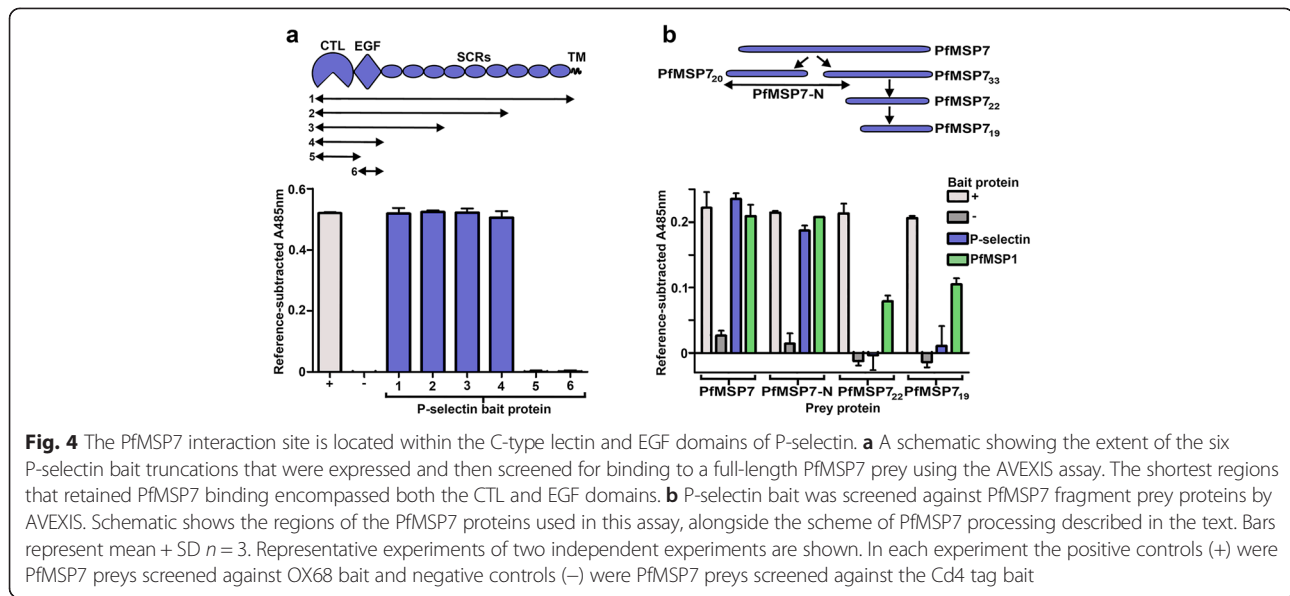 a
CTL EGF SCRs TM
1
2
3
4
5
6
Reference-subtracted A485nm
0.6
0.4
0.2
0
+ - 1 2 3 4 5 6
P-selectin bait protein
b
PfMSP7
PfMSP7₂₀ PfMSP7₃₃
PfMSP7-N
PfMSP7₂₂
PfMSP7₁₉
Bait protein
+
-
P-selectin
PfMSP1
Reference-subtracted A485nm
0.2
0.1
0
PfMSP7 PfMSP7-N PfMSP7₂₂ PfMSP7₁₉
Prey protein
Fig. 4 The PfMSP7 interaction site is located within the C-type lectin and EGF domains of P-selectin. a A schematic showing the extent of the six
P-selectin bait truncations that were expressed and then screened for binding to a full-length PfMSP7 prey using the AVEXIS assay. The shortest regions
that retained PfMSP7 binding encompassed both the CTL and EGF domains. b P-selectin bait was screened against PfMSP7 fragment prey proteins by
AVEXIS. Schematic shows the regions of the PfMSP7 proteins used in this assay, alongside the scheme of PfMSP7 processing described in the text. Bars
represent mean + SD n = 3. Representative experiments of two independent experiments are shown. In each experiment the positive controls (+) were
PfMSP7 preys screened against OX68 bait and negative controls (−) were PfMSP7 preys screened against the Cd4 tag bait